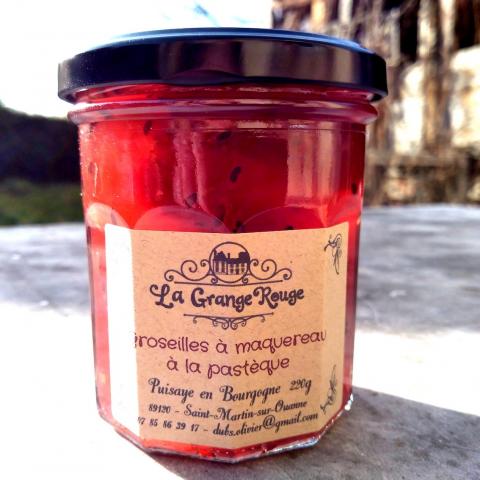 La Grange Rouge
groseilles à maquereau
à la pastèque
Puisaye en Bourgogne 220g
89120 - Saint-Martin-sur-Ouanne
07 85 86 39 17 - dubs.olivier@gmail.com